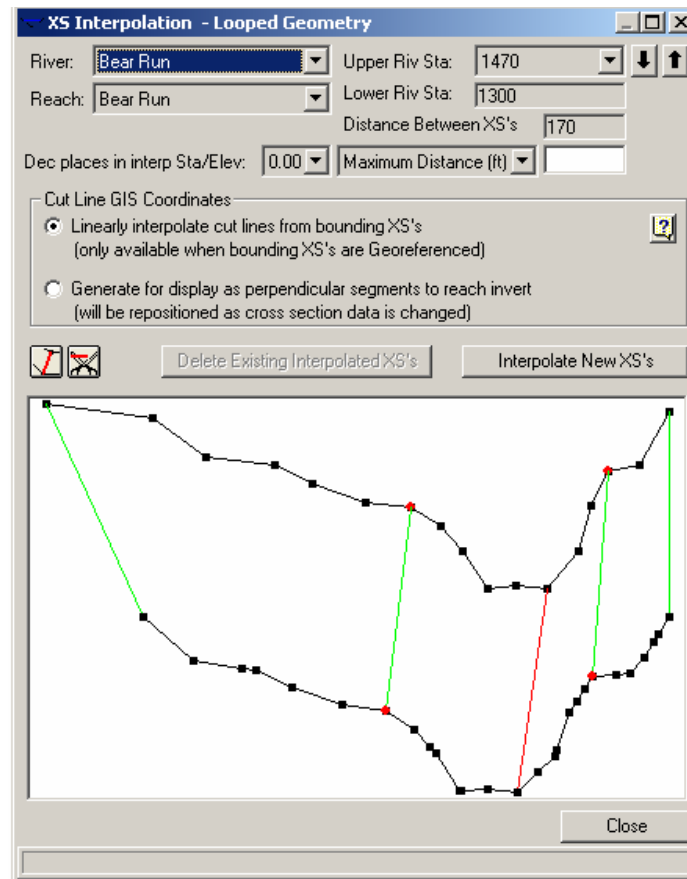 XS Interpolation - Looped Geometry
River: Bear Run Upper Riv Sta: 1470
Reach: Bear Run Lower Riv Sta: 1300
Distance Between XS's 170
Dec places in interp Sta/Elev: 0.00 Maximum Distance (ft)
Cut Line GIS Coordinates
Linearly interpolate cut lines from bounding XS's
(only available when bounding XS's are Georeferenced)
Generate for display as perpendicular segments to reach invert
(will be repositioned as cross section data is changed)
Delete Existing Interpolated XS's Interpolate New XS's
Close